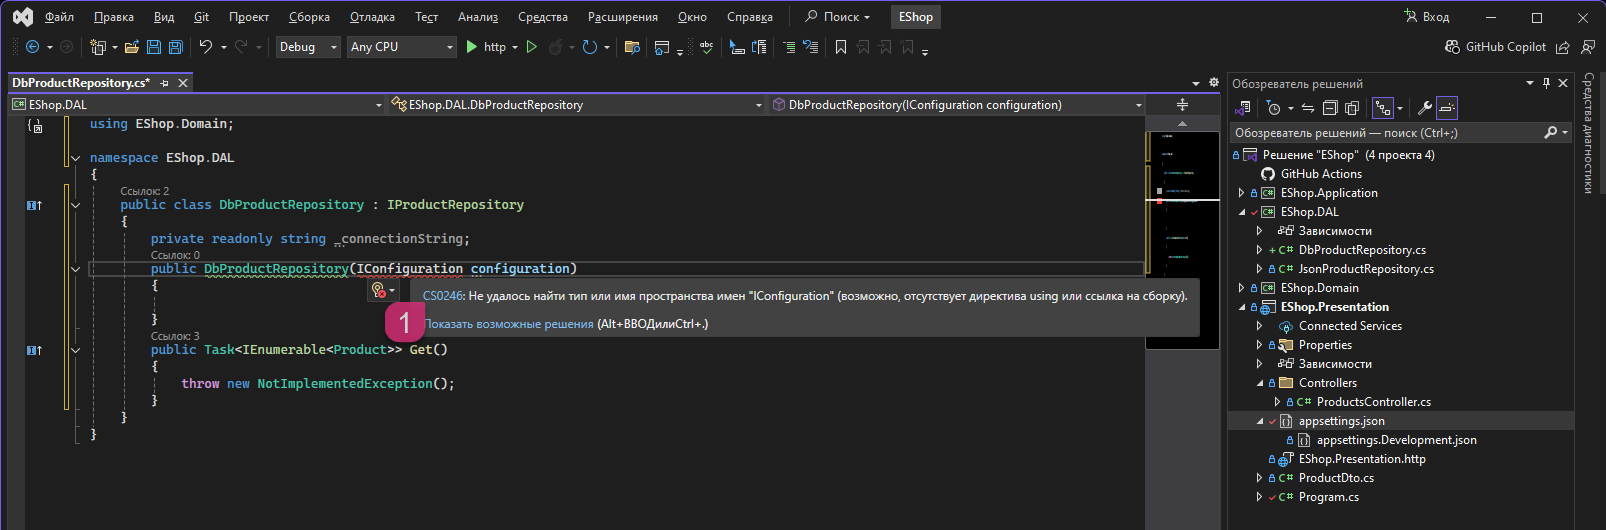 Файл Правка Вид Git Проект Сборка Отладка Тест Анализ Средства Расширения Окно Справка Поиск EShop Вход
Debug Any CPU http abc GitHub Copilot
DbProductRepository.cs*
EShop.DAL EShop.DAL.DbProductRepository DbProductRepository(IConfiguration configuration)
using EShop.Domain;
namespace EShop.DAL
{
Ссылок: 2
public class DbProductRepository : IProductRepository
{
private readonly string _connectionString;
Ссылок: 0
public DbProductRepository(IConfiguration configuration)
{
CS0246: Не удалось найти тип или имя пространства имен "IConfiguration" (возможно, отсутствует директива using или ссылка на сборку).
1
Показать возможные решения (Alt+ВВОДилиCtrl+.)
}
Ссылок: 3
public Task<IEnumerable<Product>> Get()
{
throw new NotImplementedException();
}
}
}
Обозреватель решений
Обозреватель решений — поиск (Ctrl+;)
Решение "EShop" (4 проекта 4)
GitHub Actions
EShop.Application
EShop.DAL
Зависимости
DbProductRepository.cs
JsonProductRepository.cs
EShop.Domain
EShop.Presentation
Connected Services
Properties
Зависимости
Controllers
ProductsController.cs
appsettings.json
appsettings.Development.json
EShop.Presentation.http
ProductDto.cs
Program.cs
Средства диагностики